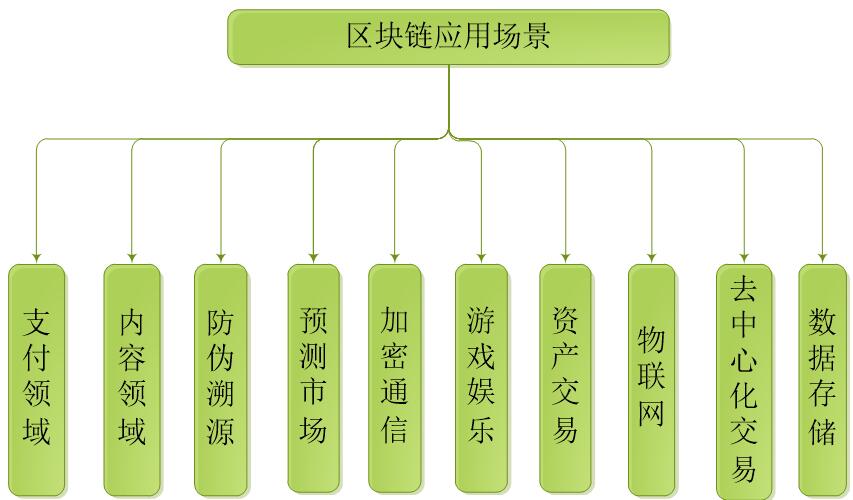 区块链应用场景
支付领域
内容领域
防伪溯源
预测市场
加密通信
游戏娱乐
资产交易
物联网
去中心化交易
数据存储